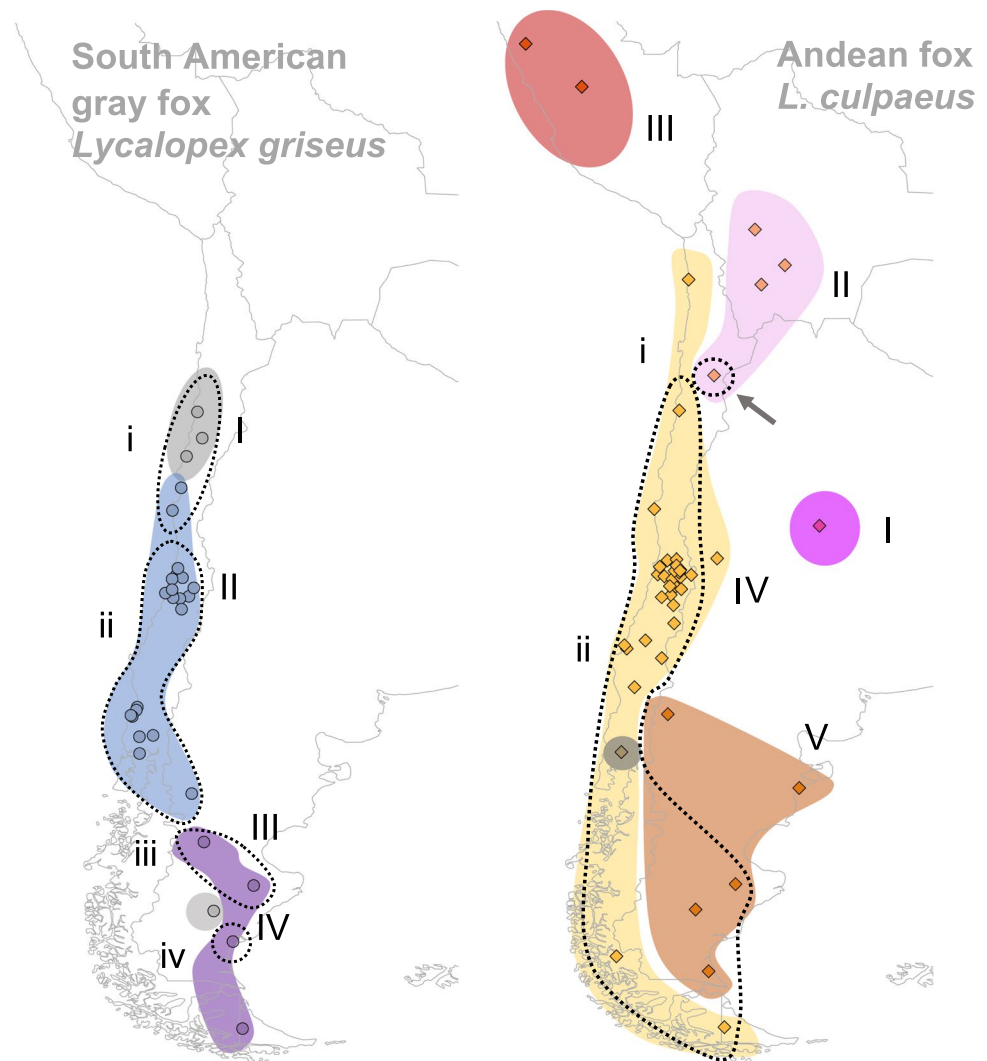 South American
gray fox
Lycalopex griseus
i
I
II
ii
III
iii
IV
iv
Andean fox
L. culpaeus
III
II
i
I
IV
ii
V